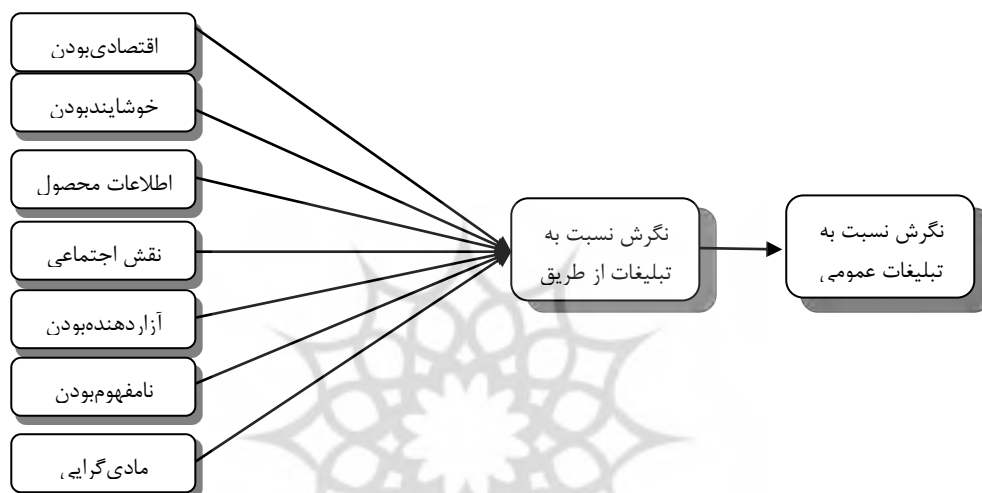 اقتصادی‌بودن
خوشایندبودن
اطلاعات محصول
نقش اجتماعی
آزاردهنده‌بودن
نامفهوم‌بودن
مادی‌گرایی
نگرش نسبت به
تبلیغات از طریق
نگرش نسبت به
تبلیغات عمومی